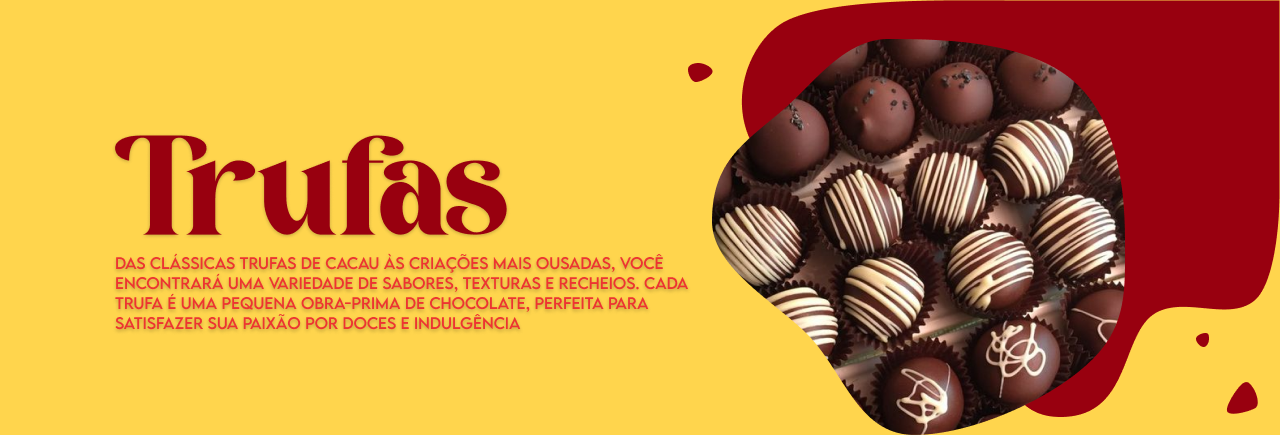 Trufas
DAS CLÁSSICAS TRUFAS DE CACAU ÀS CRIAÇÕES MAIS OUSADAS, VOCÊ
ENCONTRARÁ UMA VARIEDADE DE SABORES, TEXTURAS E RECHEIOS. CADA
TRUFA É UMA PEQUENA OBRA-PRIMA DE CHOCOLATE, PERFEITA PARA
SATISFAZER SUA PAIXÃO POR DOCES E INDULGÊNCIA